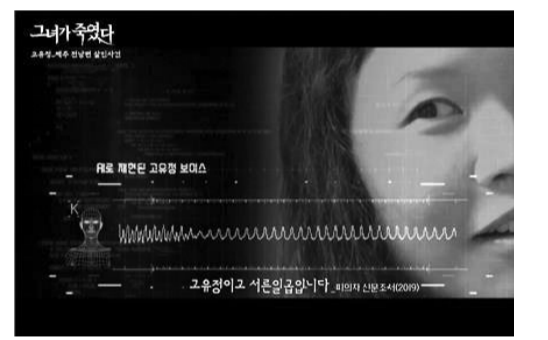 그녀가 죽였다
고유정_제주 전남편 살인사건
AI로 재현된 고유정 보이스
K
고유정이고 서른일곱입니다_피의자 신문조서(2019)